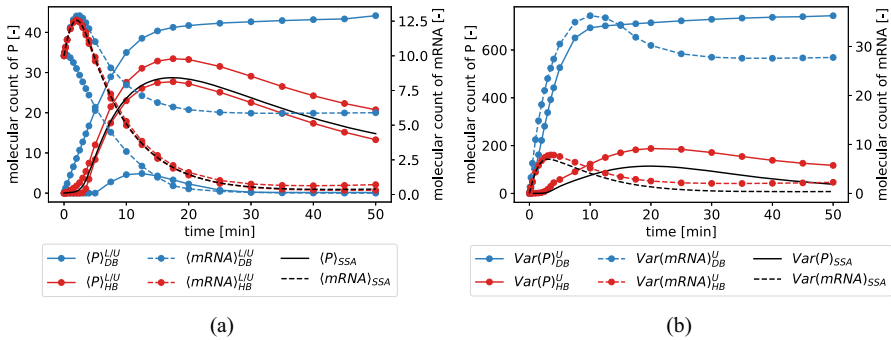 molecular count of P [-]
40
30
20
10
0
12.5
10.0
7.5
5.0
2.5
0.0
molecular count of mRNA [-]
0 10 20 30 40 50
time [min]
⟨P⟩^{L/U}_{DB} ⟨mRNA⟩^{L/U}_{DB} ⟨P⟩_{SSA}
⟨P⟩^{L/U}_{HB} ⟨mRNA⟩^{L/U}_{HB} ⟨mRNA⟩_{SSA}
(a)
molecular count of P [-]
600
400
200
0
30
20
10
0
molecular count of mRNA [-]
0 10 20 30 40 50
time [min]
Var(P)^{U}_{DB} Var(mRNA)^{U}_{DB} Var(P)_{SSA}
Var(P)^{U}_{HB} Var(mRNA)^{U}_{HB} Var(mRNA)_{SSA}
(b)